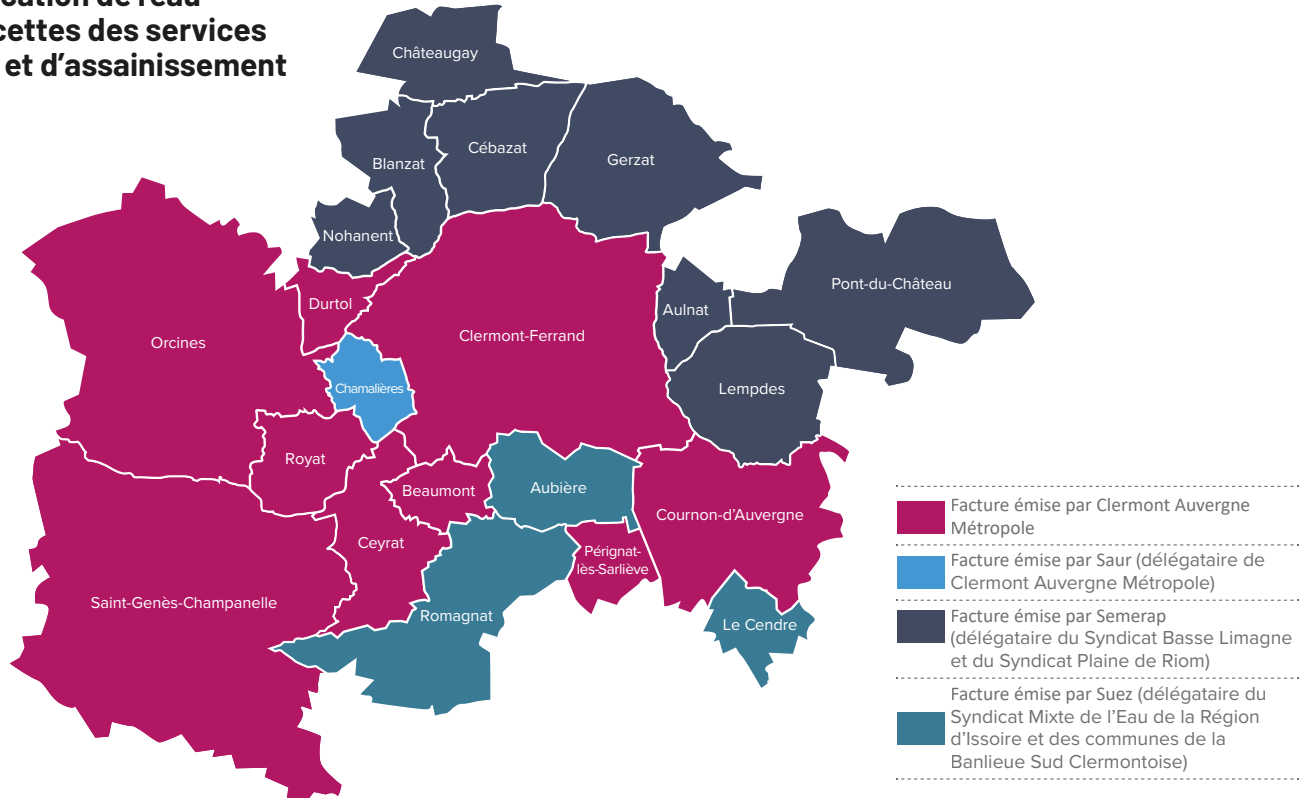 cation de l'eau
cettes des services
et d'assainissement
Châteaugay
Cébazat
Gerzat
Blanzat
Nohanent
Pont-du-Château
Durtol
Aulnat
Orcines
Clermont-Ferrand
Chamalières
Lempdes
Royat
Beaumont
Aubière
Cournon-d'Auvergne
Ceyrat
Pérignat-
lès-Sarliève
Saint-Genès-Champanelle
Romagnat
Le Cendre
Facture émise par Clermont Auvergne
Métropole
Facture émise par Saur (délégataire de
Clermont Auvergne Métropole)
Facture émise par Semerap
(délégataire du Syndicat Basse Limagne
et du Syndicat Plaine de Riom)
Facture émise par Suez (délégataire du
Syndicat Mixte de l'Eau de la Région
d'Issoire et des communes de la
Banlieue Sud Clermontoise)